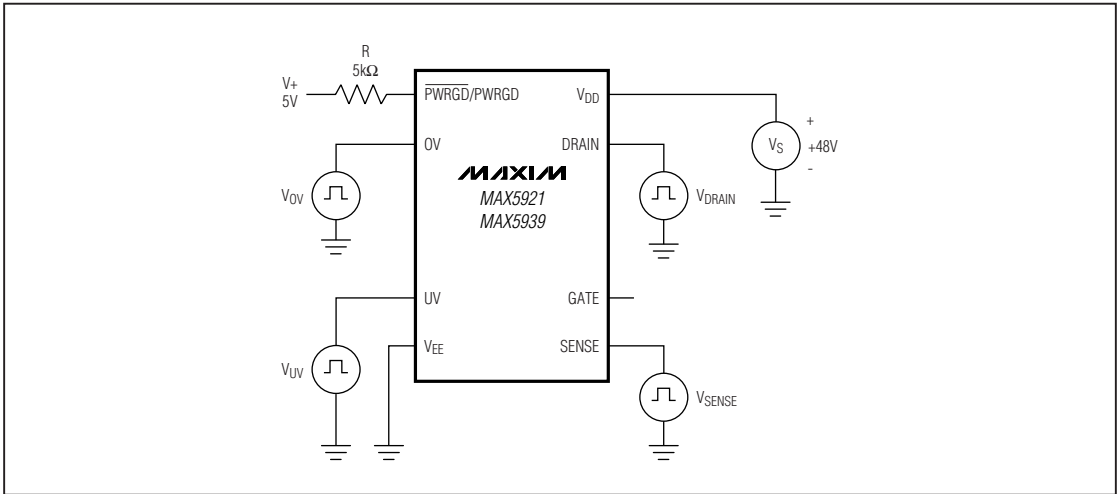 R
5kΩ
V+
5V
PWRGD/PWRGD
VDD
OV
DRAIN
VS
+
+48V
-
MAXIM
MAX5921
MAX5939
VOV
VDRAIN
UV
GATE
VEE
SENSE
VUV
VSENSE